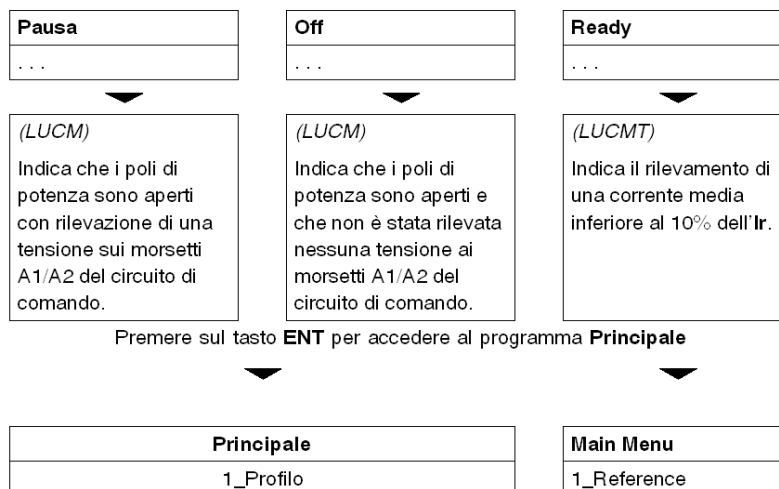 Pausa
. . .
Off
. . .
Ready
. . .
(LUCM)
Indica che i poli di
potenza sono aperti
con rilevazione di una
tensione sui morsetti
A1/A2 del circuito di
comando.
(LUCM)
Indica che i poli di
potenza sono aperti e
che non è stata rilevata
nessuna tensione ai
morsetti A1/A2 del
circuito di comando.
(LUCMT)
Indica il rilevamento di
una corrente media
inferiore al 10% dell'Ir.
Premere sul tasto ENT per accedere al programma Principale
Principale
1_Profilo
Main Menu
1_Reference